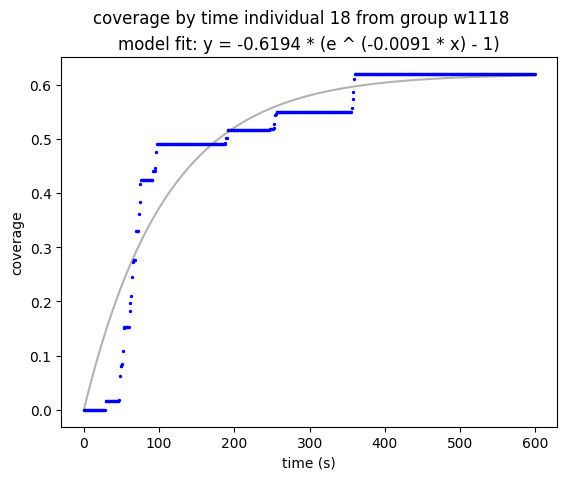 coverage by time individual 18 from group w1118
model fit: y = -0.6194 * (e ^ (-0.0091 * x) - 1)
0.6
0.5
0.4
0.3
0.2
0.1
0.0
coverage
0 100 200 300 400 500 600
time (s)